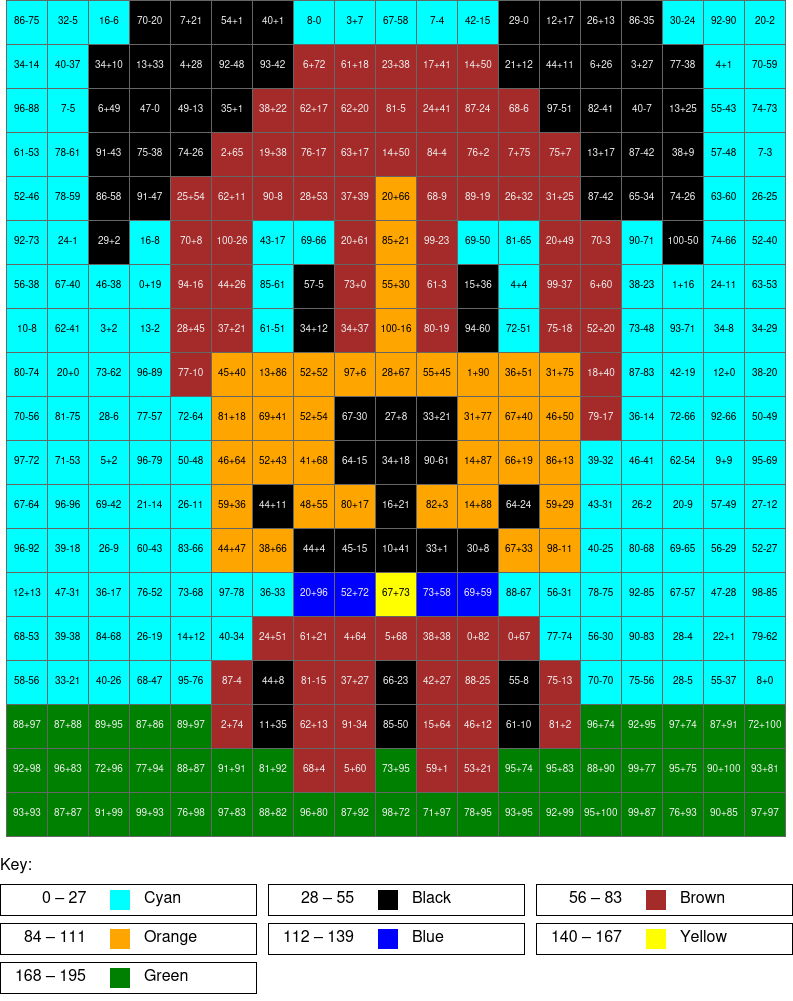 86-75 32-5 16-6 70-20 7+21 54+1 40+1 8-0 3+7 67-58 7-4 42-15 29-0 12+17 26+13 86-35 30-24 92-90 20-2
34-14 40-37 34+10 13+33 4+28 92-48 93-42 6+72 61+18 23+38 17+41 14+50 21+12 44+11 6+26 3+27 77-38 4+1 70-59
96-88 7-5 6+49 47-0 49-13 35+1 38+22 62+17 62+20 81-5 24+41 87-24 68-6 97-51 82-41 40-7 13+25 55-43 74-73
61-53 78-61 91-43 75-38 74-26 2+65 19+38 76-17 63+17 14+50 84-4 76+2 7+75 75+7 13+17 87-42 38+9 57-48 7-3
52-46 78-59 86-58 91-47 25+54 62+11 90-8 28+53 37+39 20+66 68-9 89-19 26+32 31+25 87-42 65-34 74-26 63-60 26-25
92-73 24-1 29+2 16-8 70+8 100-26 43-17 69-66 20+61 85+21 99-23 69-50 81-65 20+49 70-3 90-71 100-50 74-66 52-40
56-38 67-40 46-38 0+19 94-16 44+26 85-61 57-5 73+0 55+30 61-3 15+36 4+4 99-37 6+60 38-23 1+16 24-11 63-53
10-8 62-41 3+2 13-2 28+45 37+21 61-51 34+12 34+37 100-16 80-19 94-60 72-51 75-18 52+20 73-48 93-71 34-8 34-29
80-74 20+0 73-62 96-89 77-10 45+40 13+86 52+52 97+6 28+67 55+45 1+90 36+51 31+75 18+40 87-83 42-19 12+0 38-20
70-56 81-75 28-6 77-57 72-64 81+18 69+41 52+54 67-30 27+8 33+21 31+77 67+40 46+50 79-17 36-14 72-66 92-66 50-49
97-72 71-53 5+2 96-79 50-48 46+64 52+43 41+68 64-15 34+18 90-61 14+87 66+19 86+13 39-32 46-41 62-54 9+9 95-69
67-64 96-96 69-42 21-14 26-11 59+36 44+11 48+55 80+17 16+21 82+3 14+88 64-24 59+29 43-31 26-2 20-9 57-49 27-12
96-92 39-18 26-9 60-43 83-66 44+47 38+66 44+4 45-15 10+41 33+1 30+8 67+33 98-11 40-25 80-68 69-65 56-29 52-27
12+13 47-31 36-17 76-52 73-68 97-78 36-33 20+96 52+72 67+73 73+58 69+59 88-67 56-31 78-75 92-85 67-57 47-28 98-85
68-53 39-38 84-68 26-19 14+12 40-34 24+51 61+21 4+64 5+68 38+38 0+82 0+67 77-74 56-30 90-83 28-4 22+1 79-62
58-56 33-21 40-26 68-47 95-76 87-4 44+8 81-15 37+27 66-23 42+27 88-25 55-8 75-13 70-70 75-56 28-5 55-37 8+0
88+97 87+88 89+95 87+86 89+97 2+74 11+35 62+13 91-34 85-50 15+64 46+12 61-10 81+2 96+74 92+95 97+74 87+91 72+100
92+98 96+83 72+96 77+94 88+87 91+91 81+92 68+4 5+60 73+95 59+1 53+21 95+74 95+83 88+90 99+77 95+75 90+100 93+81
93+93 87+87 91+99 99+93 76+98 97+83 88+82 96+80 87+92 98+72 71+97 78+95 93+95 92+99 95+100 99+87 76+93 90+85 97+97
Key:
0 – 27 Cyan 28 – 55 Black 56 – 83 Brown
84 – 111 Orange 112 – 139 Blue 140 – 167 Yellow
168 – 195 Green